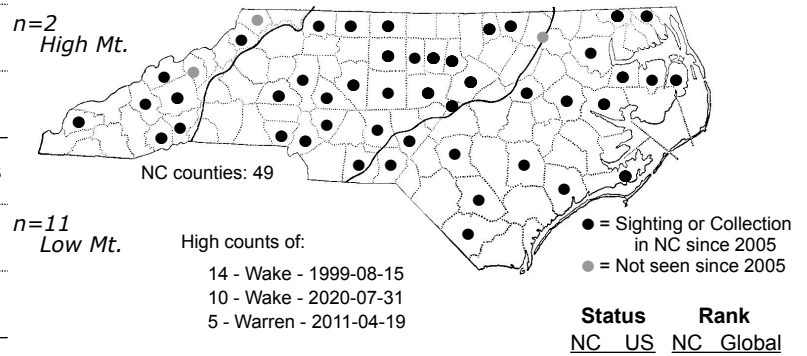 n=2
High Mt.
NC counties: 49
n=11
Low Mt.
High counts of:
14 - Wake - 1999-08-15
10 - Wake - 2020-07-31
5 - Warren - 2011-04-19
= Sighting or Collection
in NC since 2005
= Not seen since 2005
Status Rank
NC US NC Global